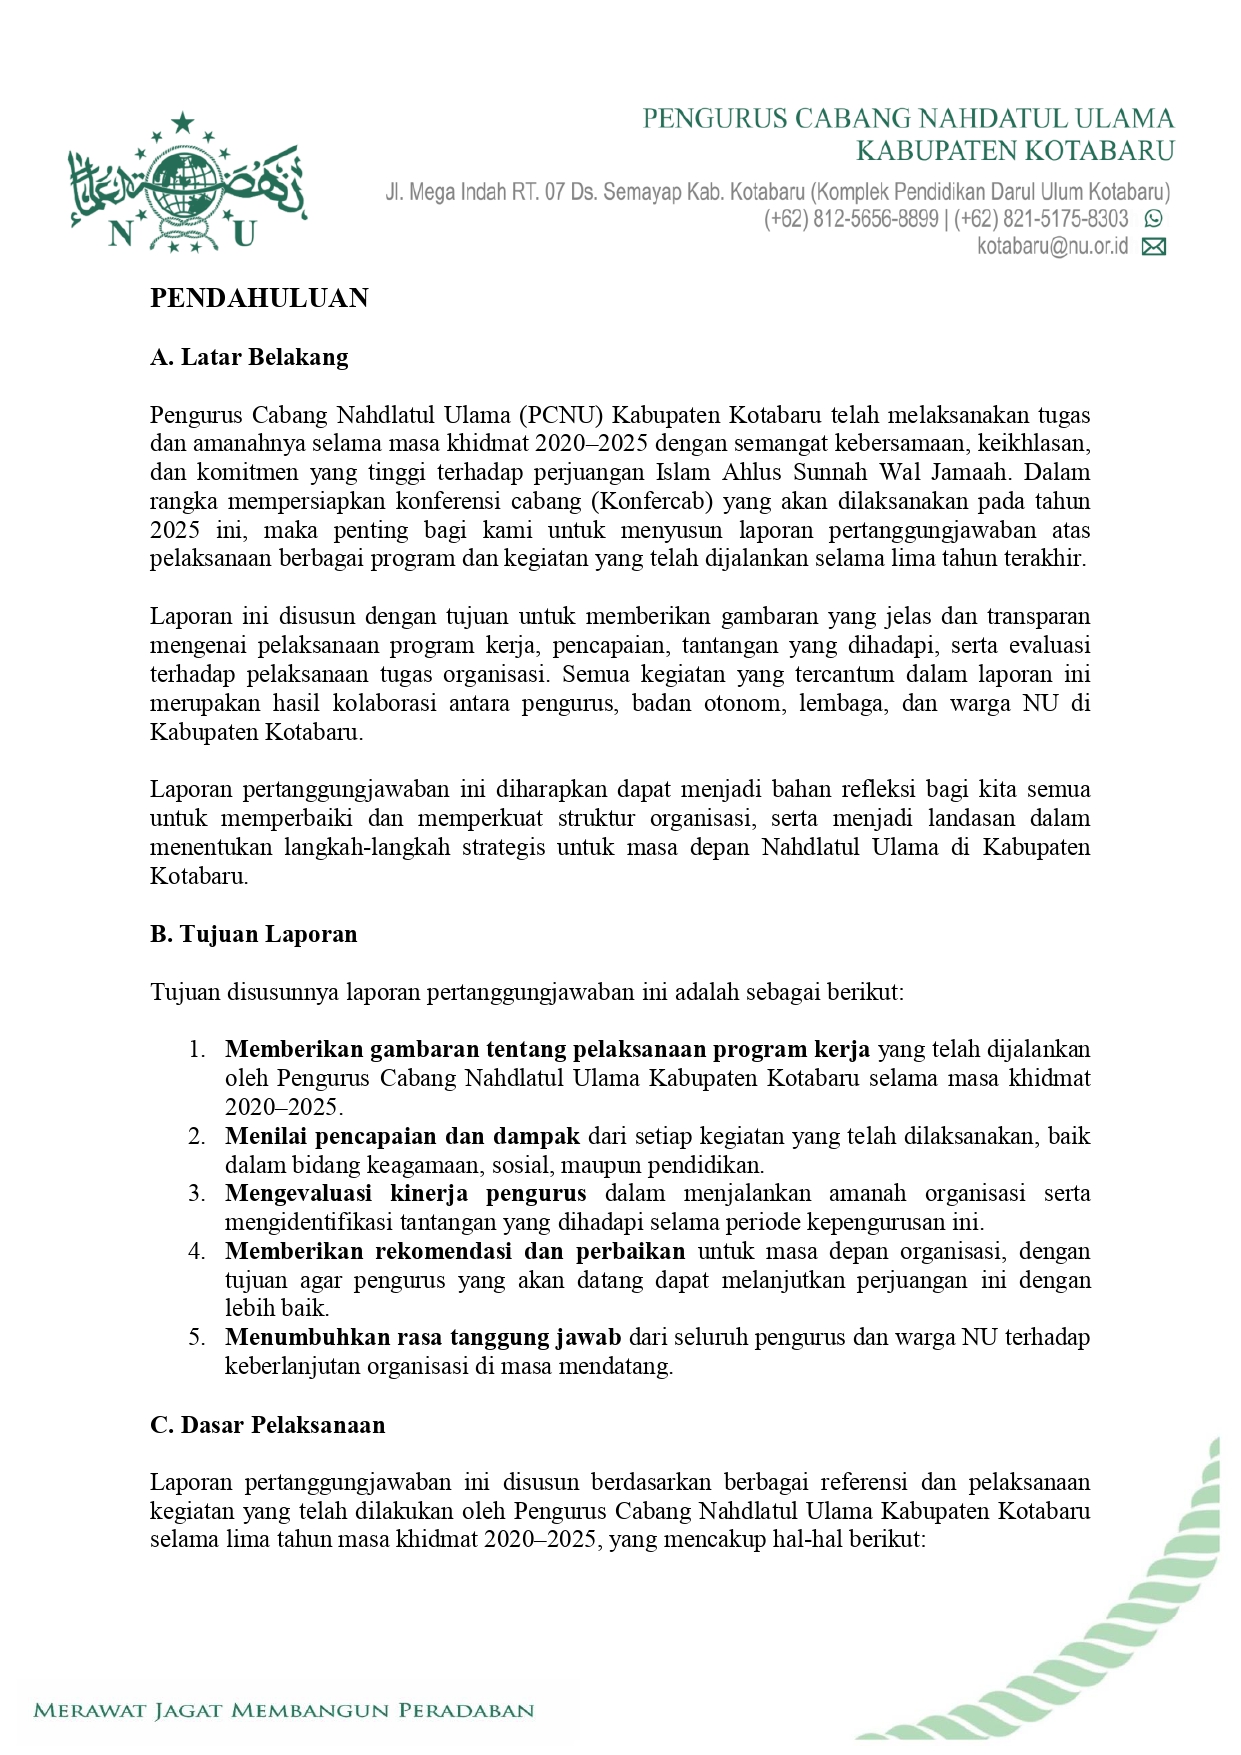 نهضة العلماء
N U
PENGURUS CABANG NAHDATUL ULAMA
KABUPATEN KOTABARU
Jl. Mega Indah RT. 07 Ds. Semayap Kab. Kotabaru (Komplek Pendidikan Darul Ulum Kotabaru)
(+62) 812-5656-8899 | (+62) 821-5175-8303
kotabaru@nu.or.id
PENDAHULUAN
A. Latar Belakang
Pengurus Cabang Nahdlatul Ulama (PCNU) Kabupaten Kotabaru telah melaksanakan tugas
dan amanahnya selama masa khidmat 2020–2025 dengan semangat kebersamaan, keikhlasan,
dan komitmen yang tinggi terhadap perjuangan Islam Ahlus Sunnah Wal Jamaah. Dalam
rangka mempersiapkan konferensi cabang (Konfercab) yang akan dilaksanakan pada tahun
2025 ini, maka penting bagi kami untuk menyusun laporan pertanggungjawaban atas
pelaksanaan berbagai program dan kegiatan yang telah dijalankan selama lima tahun terakhir.
Laporan ini disusun dengan tujuan untuk memberikan gambaran yang jelas dan transparan
mengenai pelaksanaan program kerja, pencapaian, tantangan yang dihadapi, serta evaluasi
terhadap pelaksanaan tugas organisasi. Semua kegiatan yang tercantum dalam laporan ini
merupakan hasil kolaborasi antara pengurus, badan otonom, lembaga, dan warga NU di
Kabupaten Kotabaru.
Laporan pertanggungjawaban ini diharapkan dapat menjadi bahan refleksi bagi kita semua
untuk memperbaiki dan memperkuat struktur organisasi, serta menjadi landasan dalam
menentukan langkah-langkah strategis untuk masa depan Nahdlatul Ulama di Kabupaten
Kotabaru.
B. Tujuan Laporan
Tujuan disusunnya laporan pertanggungjawaban ini adalah sebagai berikut:
1. Memberikan gambaran tentang pelaksanaan program kerja yang telah dijalankan
oleh Pengurus Cabang Nahdlatul Ulama Kabupaten Kotabaru selama masa khidmat
2020–2025.
2. Menilai pencapaian dan dampak dari setiap kegiatan yang telah dilaksanakan, baik
dalam bidang keagamaan, sosial, maupun pendidikan.
3. Mengevaluasi kinerja pengurus dalam menjalankan amanah organisasi serta
mengidentifikasi tantangan yang dihadapi selama periode kepengurusan ini.
4. Memberikan rekomendasi dan perbaikan untuk masa depan organisasi, dengan
tujuan agar pengurus yang akan datang dapat melanjutkan perjuangan ini dengan
lebih baik.
5. Menumbuhkan rasa tanggung jawab dari seluruh pengurus dan warga NU terhadap
keberlanjutan organisasi di masa mendatang.
C. Dasar Pelaksanaan
Laporan pertanggungjawaban ini disusun berdasarkan berbagai referensi dan pelaksanaan
kegiatan yang telah dilakukan oleh Pengurus Cabang Nahdlatul Ulama Kabupaten Kotabaru
selama lima tahun masa khidmat 2020–2025, yang mencakup hal-hal berikut:
MERAWAT JAGAT MEMBANGUN PERADABAN